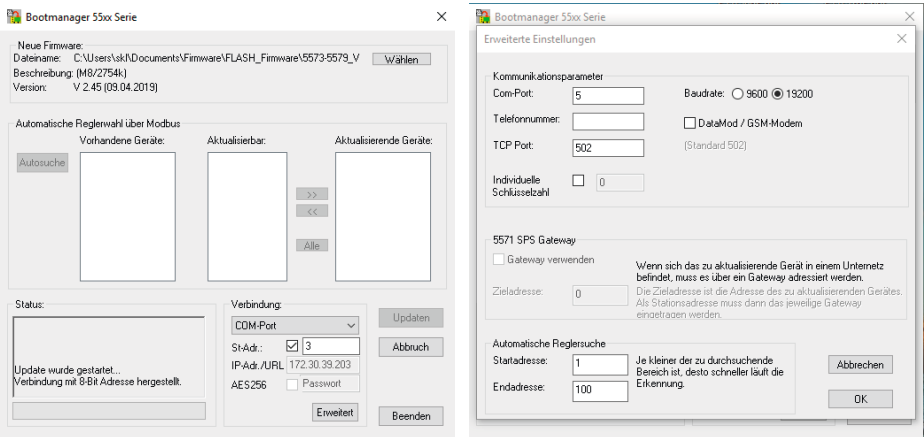 Bootmanager 55xx Serie
Neue Firmware:
Dateiname: C:\Users\skl\Documents\Firmware\FLASH_Firmware\5573-5579_V
Wählen
Beschreibung: (M8/2754k)
Version: V 2.45 (09.04.2019)
Automatische Reglerwahl über Modbus
Vorhandene Geräte: Aktualisierbar: Aktualisierende Geräte:
Autosuche
>>
<<
Alle
Status:
Update wurde gestartet...
Verbindung mit 8-Bit Adresse hergestellt.
Verbindung:
COM-Port
St-Adr.: 3
IP-Adr./URL 172.30.39.203
AES256 Passwort
Erweitert
Updaten
Abbruch
Beenden
Bootmanager 55xx Serie
Erweiterte Einstellungen
Kommunikationsparameter
Com-Port: 5 Baudrate: 9600 19200
Telefonnummer: DataMod / GSM-Modem
TCP Port: 502 (Standard 502)
Individuelle
Schlüsselzahl 0
5571 SPS Gateway
Gateway verwenden
Zieladresse: 0
Wenn sich das zu aktualisierende Gerät in einem Unternetz
befindet, muss es über ein Gateway adressiert werden.
Die Zieladresse ist die Adresse des zu aktualisierenden Gerätes.
Als Stationsadresse muss dann das jeweilige Gateway
eingetragen werden.
Automatische Reglersuche
Startadresse: 1
Endadresse: 100
Je kleiner der zu durchsuchende
Bereich ist, desto schneller läuft die
Erkennung.
Abbrechen
OK